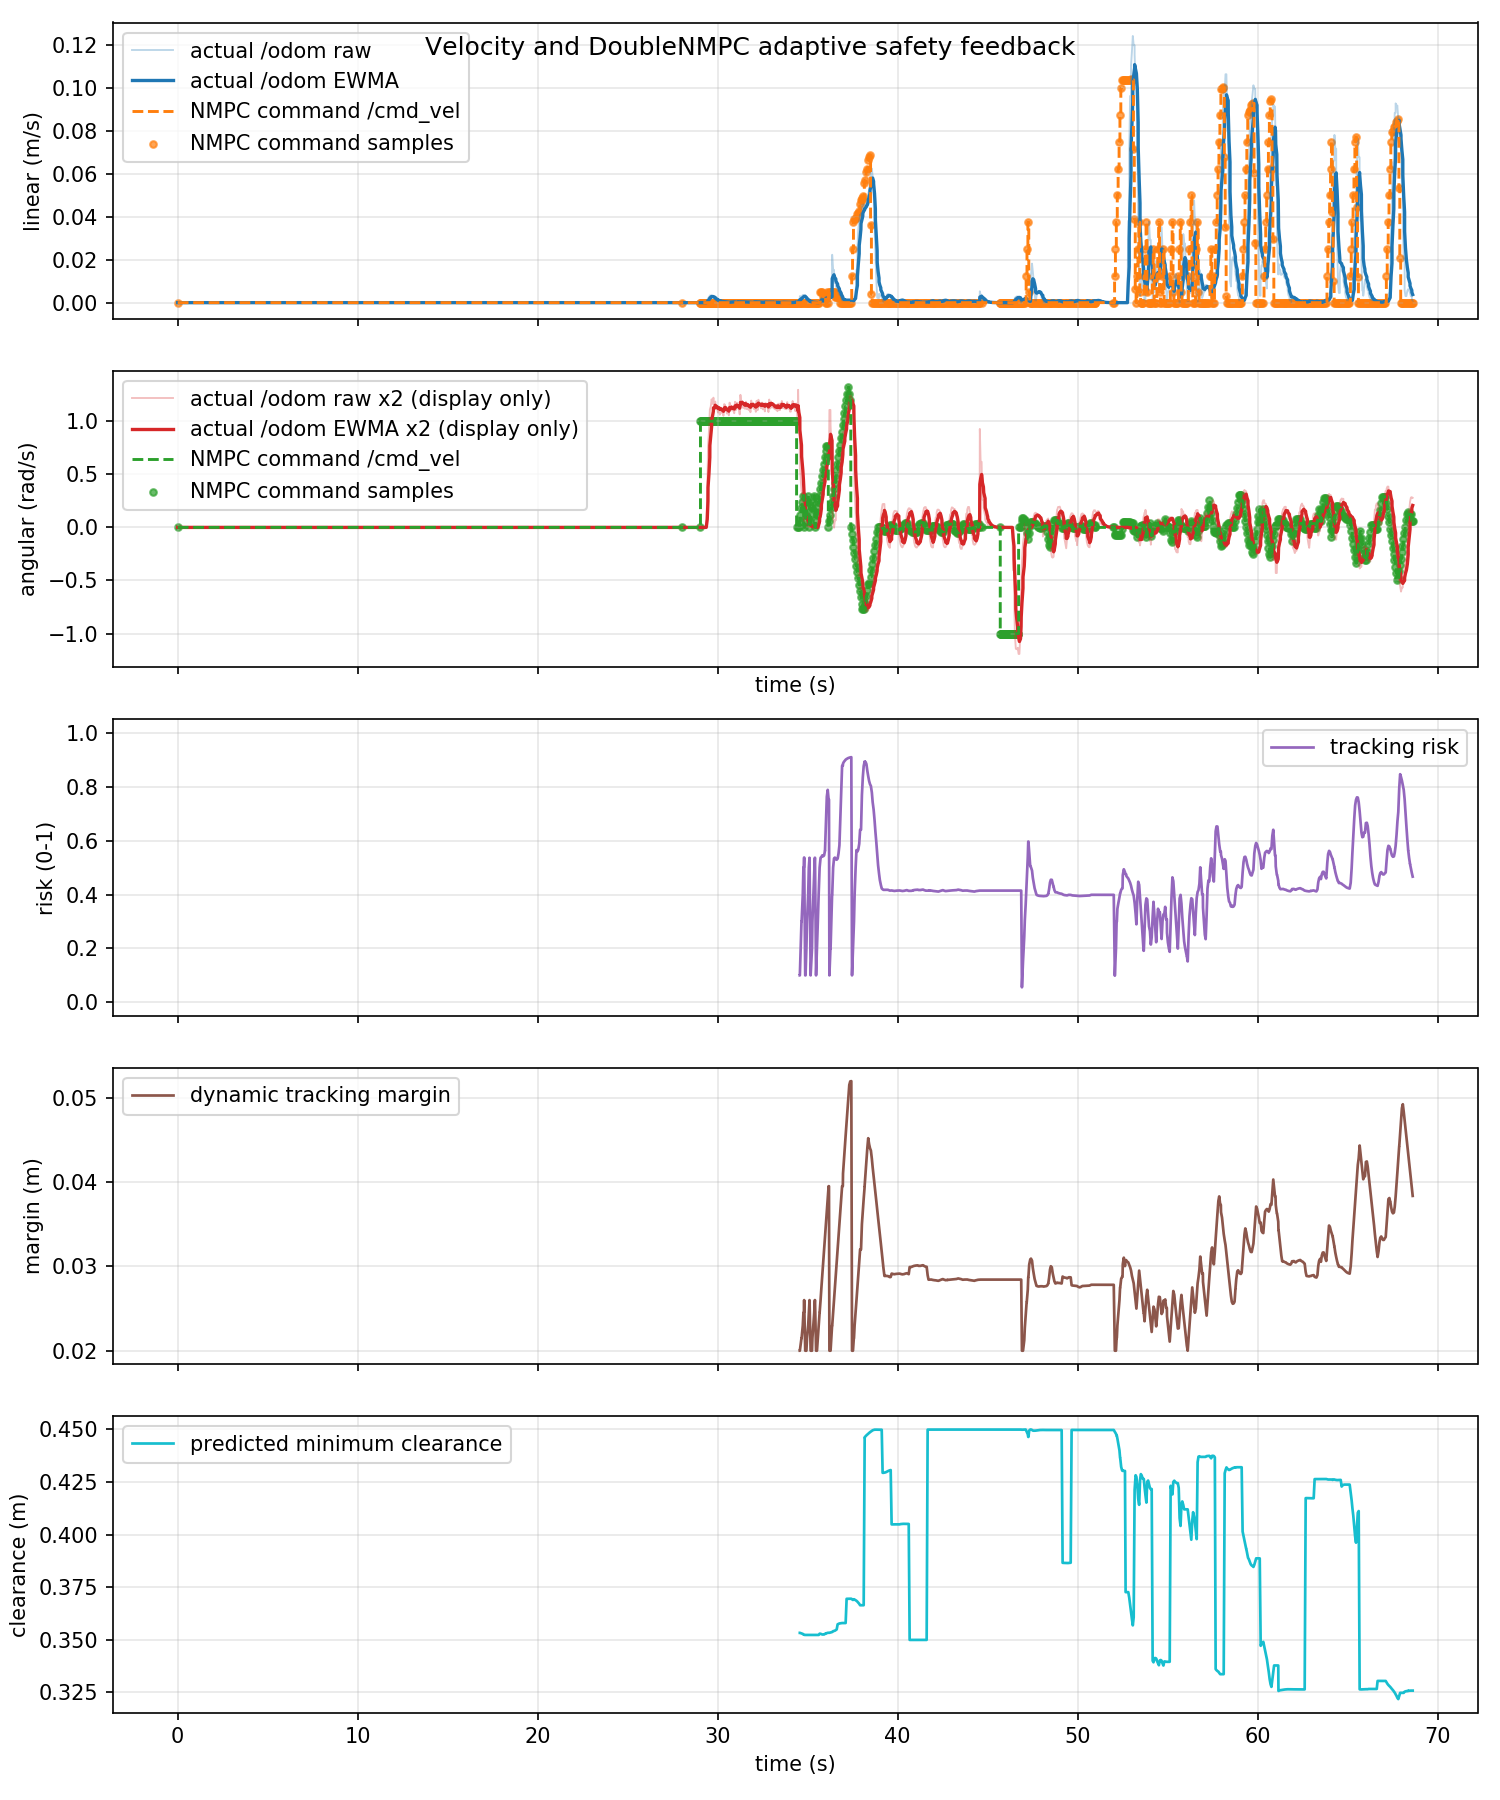 Velocity and DoubleNMPC adaptive safety feedback
actual /odom raw
actual /odom EWMA
NMPC command /cmd_vel
NMPC command samples
0.12
0.10
0.08
0.06
0.04
0.02
0.00
linear (m/s)
actual /odom raw x2 (display only)
actual /odom EWMA x2 (display only)
NMPC command /cmd_vel
NMPC command samples
1.0
0.5
0.0
−0.5
−1.0
angular (rad/s)
time (s)
tracking risk
1.0
0.8
0.6
0.4
0.2
0.0
risk (0-1)
dynamic tracking margin
0.05
0.04
0.03
0.02
margin (m)
predicted minimum clearance
0.450
0.425
0.400
0.375
0.350
0.325
clearance (m)
0 10 20 30 40 50 60 70
time (s)